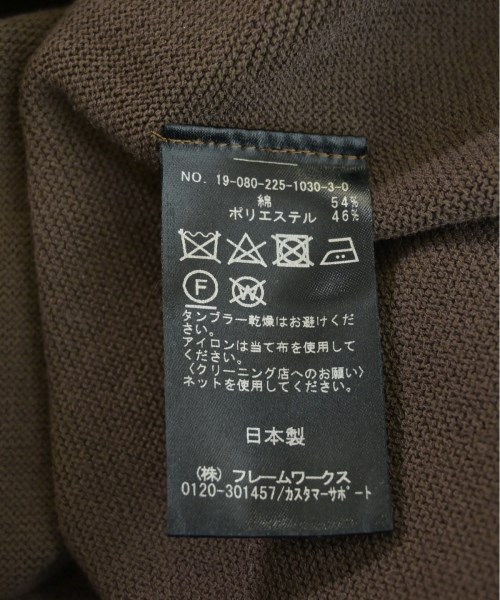 NO. 19-080-225-1030-3-0
綿 54%
ポリエステル 46%
F W
タンブラー乾燥はお避けくだ
さい。
アイロンは当て布を使用して
ください。
〈クリーニング店へのお願い〉
ネットを使用してください。
日本製
(株) フレームワークス
0120-301457/カスタマーサポート